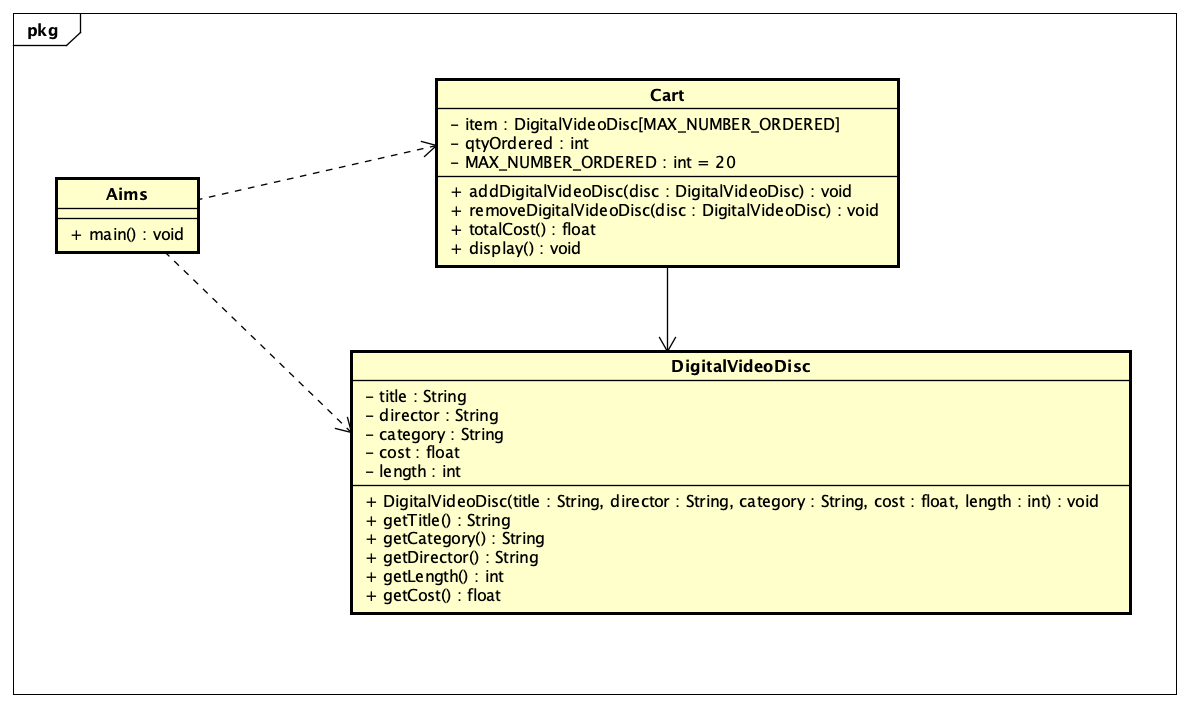 pkg
Cart
- item : DigitalVideoDisc[MAX_NUMBER_ORDERED]
- qtyOrdered : int
- MAX_NUMBER_ORDERED : int = 20
+ addDigitalVideoDisc(disc : DigitalVideoDisc) : void
+ removeDigitalVideoDisc(disc : DigitalVideoDisc) : void
+ totalCost() : float
+ display() : void
Aims
+ main() : void
DigitalVideoDisc
- title : String
- director : String
- category : String
- cost : float
- length : int
+ DigitalVideoDisc(title : String, director : String, category : String, cost : float, length : int) : void
+ getTitle() : String
+ getCategory() : String
+ getDirector() : String
+ getLength() : int
+ getCost() : float